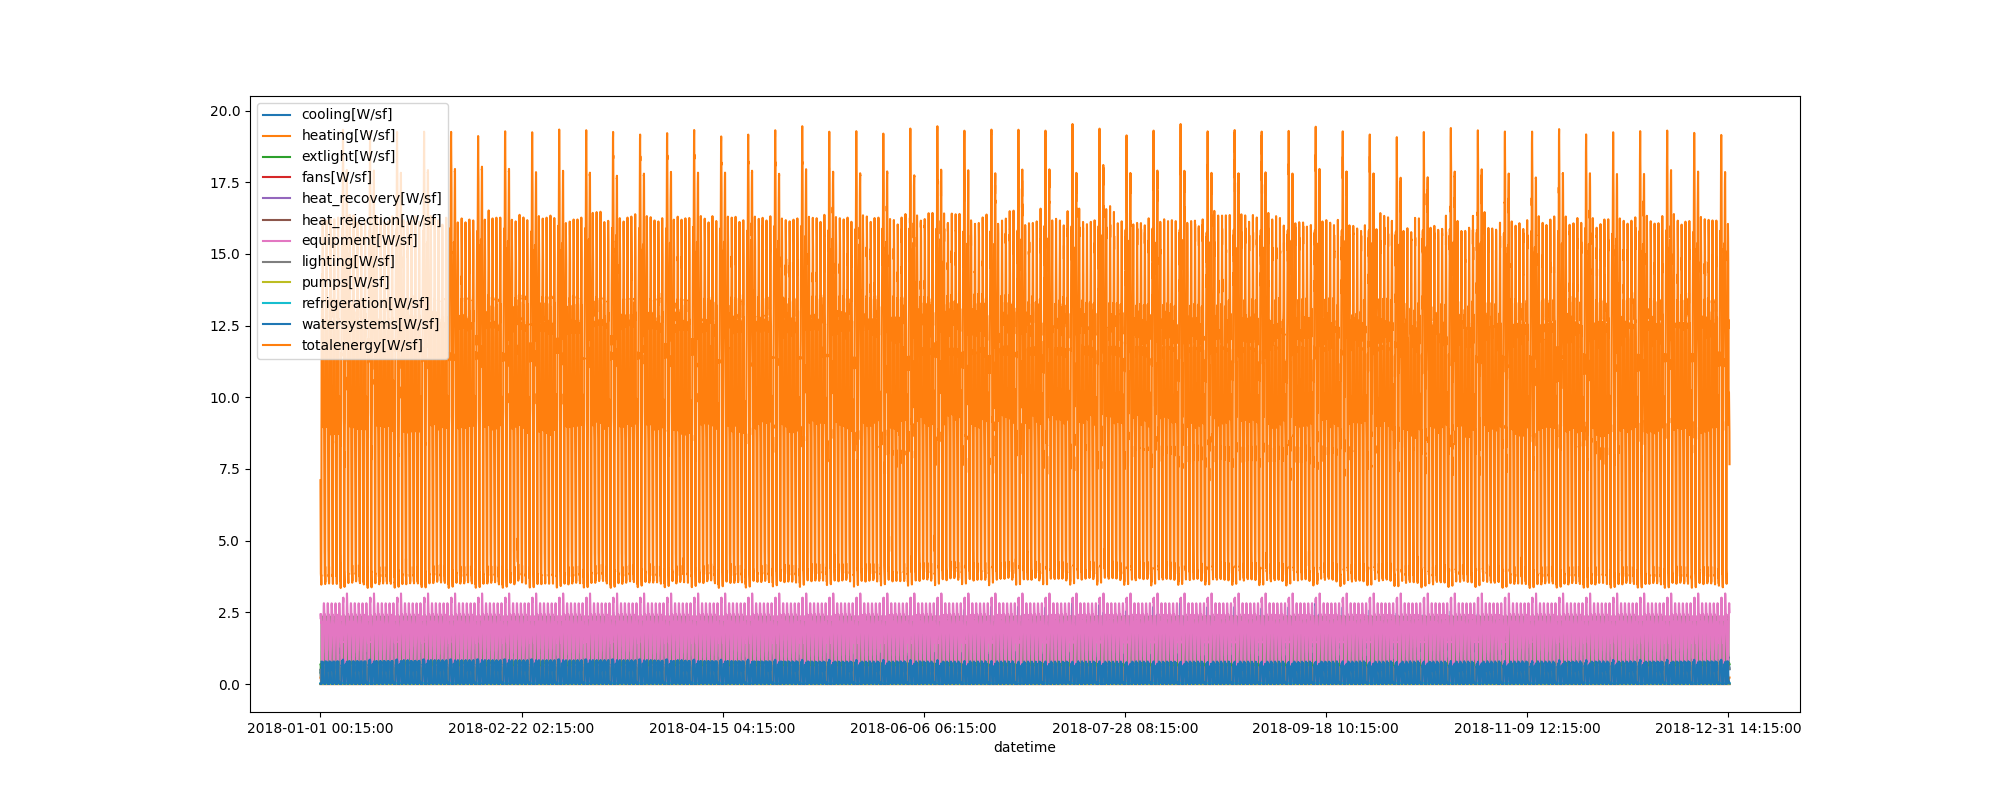 20.0
17.5
15.0
12.5
10.0
7.5
5.0
2.5
0.0
cooling[W/sf]
heating[W/sf]
extlight[W/sf]
fans[W/sf]
heat_recovery[W/sf]
heat_rejection[W/sf]
equipment[W/sf]
lighting[W/sf]
pumps[W/sf]
refrigeration[W/sf]
watersystems[W/sf]
totalenergy[W/sf]
2018-01-01 00:15:00 2018-02-22 02:15:00 2018-04-15 04:15:00 2018-06-06 06:15:00 2018-07-28 08:15:00 2018-09-18 10:15:00 2018-11-09 12:15:00 2018-12-31 14:15:00
datetime